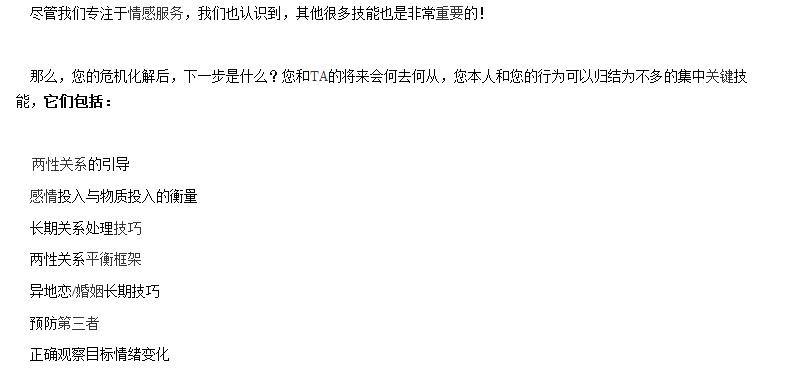 尽管我们专注于情感服务，我们也认识到，其他很多技能也是非常重要的！
那么，您的危机化解后，下一步是什么？您和TA的将来会何去何从，您本人和您的行为可以归结为不多的集中关键技
能，它们包括：
两性关系的引导
感情投入与物质投入的衡量
长期关系处理技巧
两性关系平衡框架
异地恋/婚姻长期技巧
预防第三者
正确观察目标情绪变化